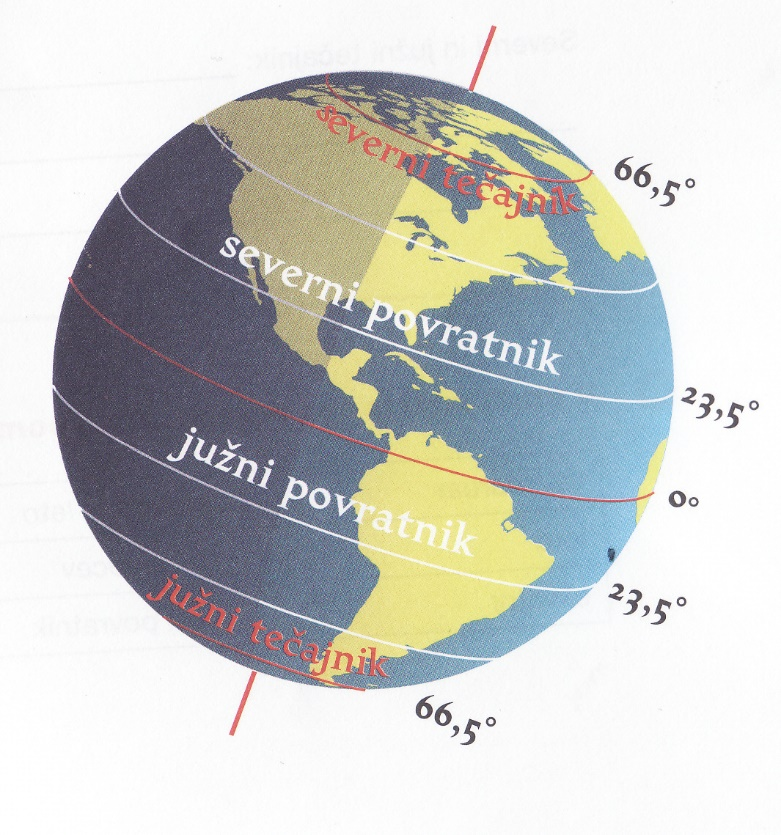 severni tečajnik
66,5°
severni povratnik
23,5°
južni povratnik
0°
23,5°
južni tečajnik
66,5°